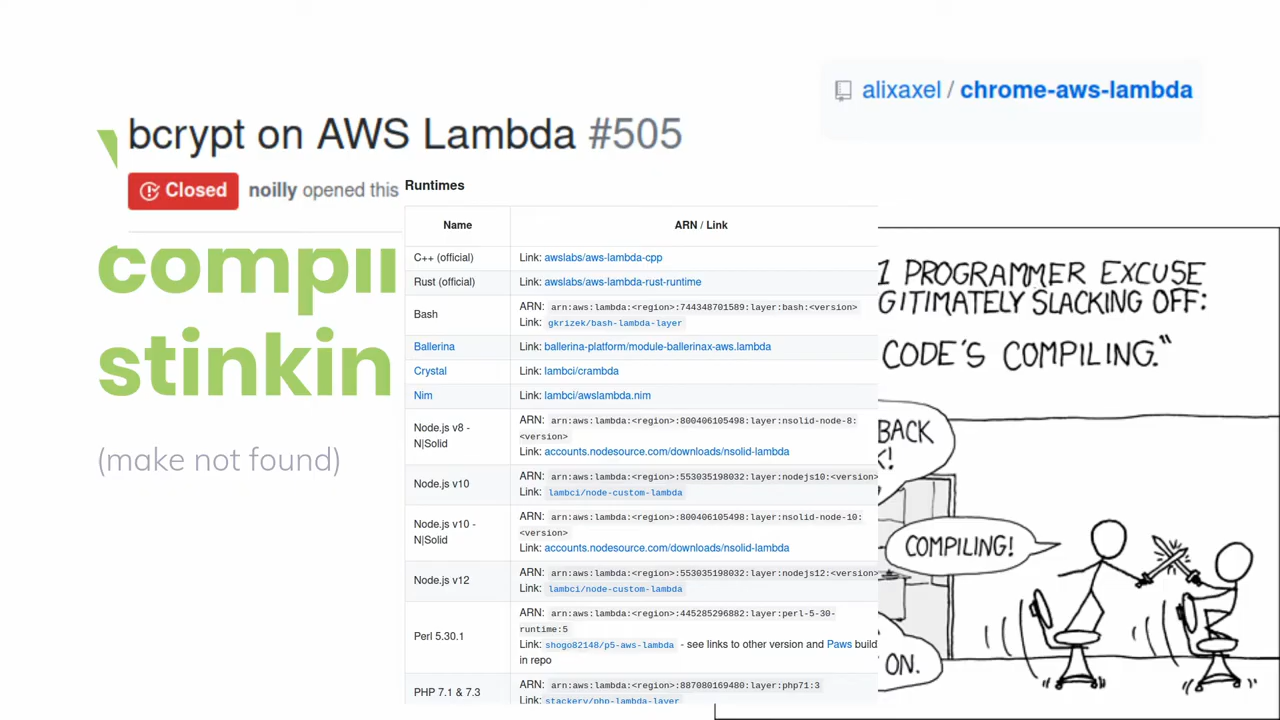 alixaxel / chrome-aws-lambda
bcrypt on AWS Lambda #505
Closed noilly opened this
compil
stinkin
(make not found)
Runtimes
Name ARN / Link
C++ (official) Link: awslabs/aws-lambda-cpp
Rust (official) Link: awslabs/aws-lambda-rust-runtime
Bash ARN: arn:aws:lambda:<region>:744348701589:layer:bash:<version>
Link: gkrizek/bash-lambda-layer
Ballerina Link: ballerina-platform/module-ballerinax-aws.lambda
Crystal Link: lambci/crambda
Nim Link: lambci/awslambda.nim
Node.js v8 - N|Solid ARN: arn:aws:lambda:<region>:800406105498:layer:nsolid-node-8:
<version>
Link: accounts.nodesource.com/downloads/nsolid-lambda
Node.js v10 ARN: arn:aws:lambda:<region>:553035198032:layer:nodejs10:<version>
Link: lambci/node-custom-lambda
Node.js v10 - N|Solid ARN: arn:aws:lambda:<region>:800406105498:layer:nsolid-node-10:
<version>
Link: accounts.nodesource.com/downloads/nsolid-lambda
Node.js v12 ARN: arn:aws:lambda:<region>:553035198032:layer:nodejs12:<version>
Link: lambci/node-custom-lambda
Perl 5.30.1 ARN: arn:aws:lambda:<region>:445285296882:layer:perl-5-30-
runtime:5
Link: shogo82148/p5-aws-lambda - see links to other version and Paws build
in repo
PHP 7.1 & 7.3 ARN: arn:aws:lambda:<region>:887080169480:layer:php71:3
Link: stackery/php-lambda-layer
1 PROGRAMMER EXCUSE
GITIMATELY SLACKING OFF:
CODE'S COMPILING."
BACK
K!
COMPILING!
ON.